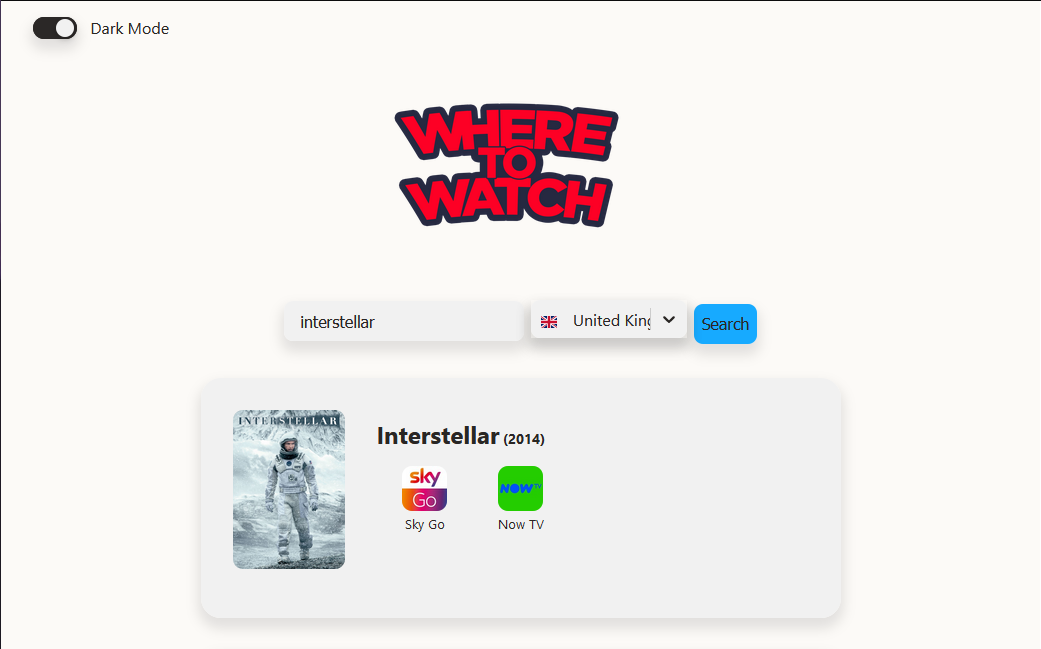 Dark Mode
WHERE
TO
WATCH
interstellar
United King
Search
INTERSTELLAR
Interstellar (2014)
sky
Go
NOW TV
Sky Go
Now TV